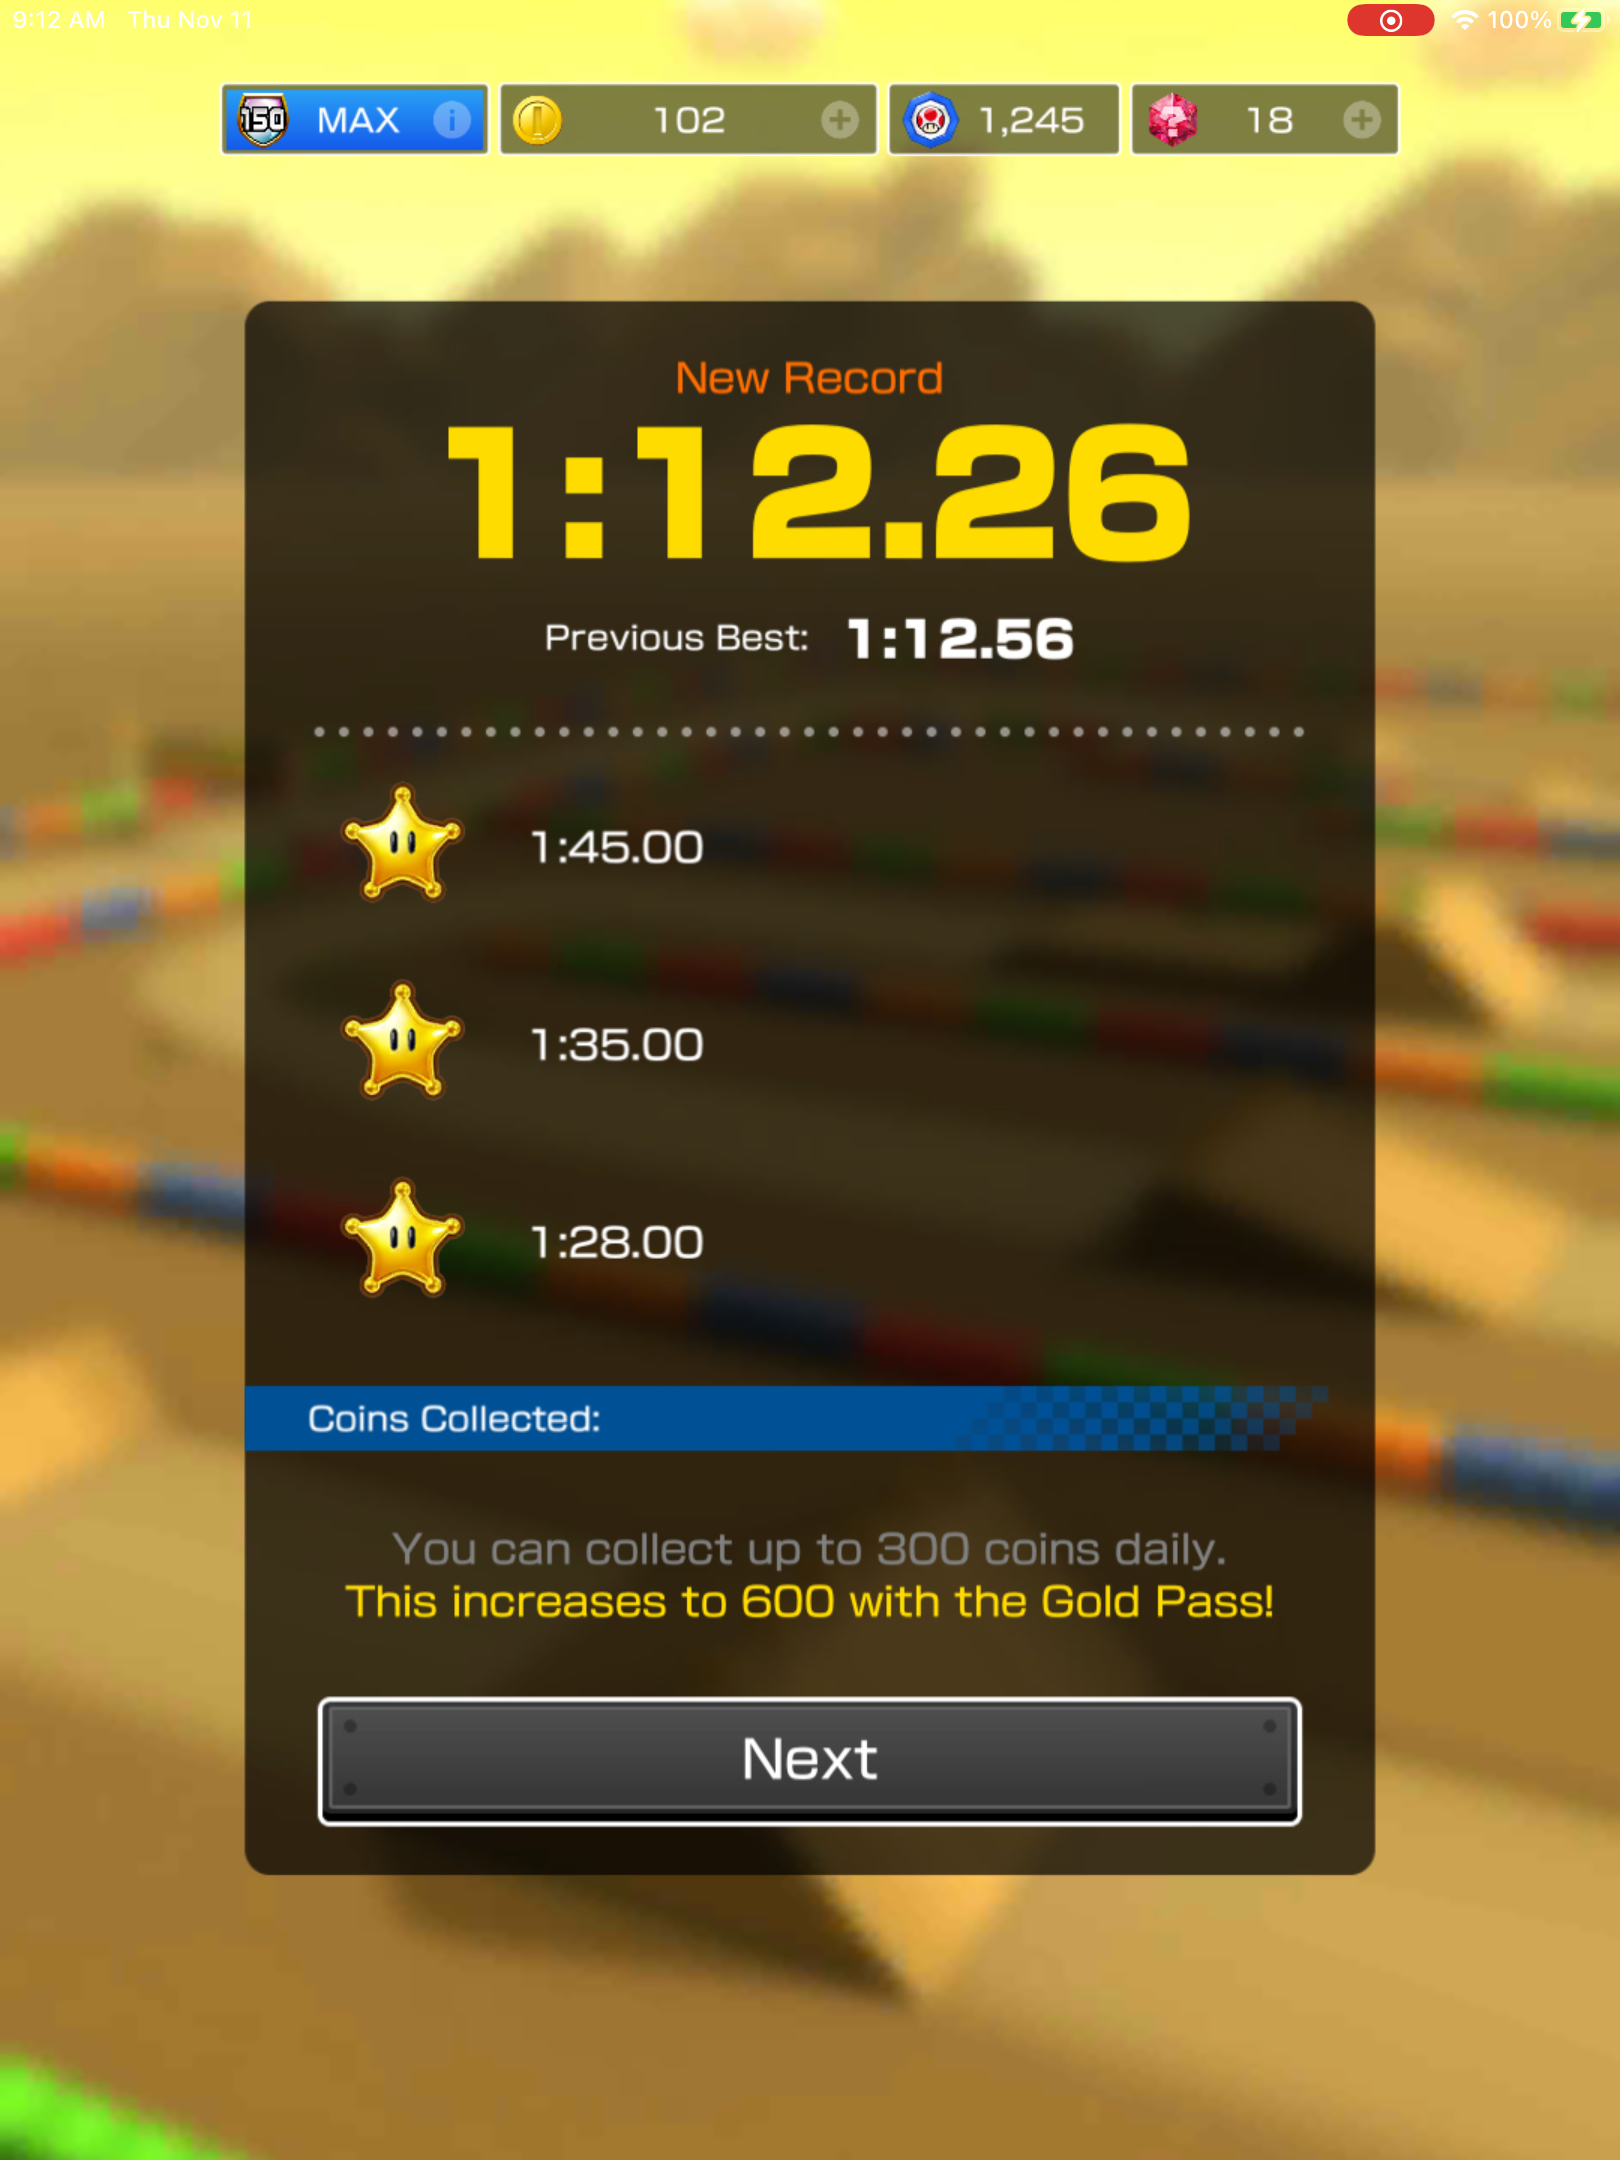 9:12 AM Thu Nov 11
100%
150 MAX i 102 + 1,245 ? 18 +
New Record
1:12.26
Previous Best: 1:12.56
1:45.00
1:35.00
1:28.00
Coins Collected:
You can collect up to 300 coins daily.
This increases to 600 with the Gold Pass!
Next